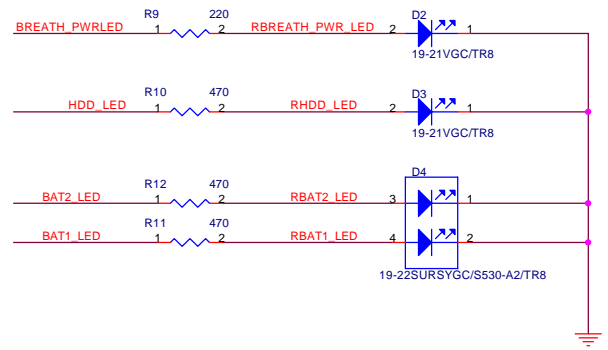 R9 220 D2
BREATH_PWRLED 1 2 RBREATH_PWR_LED 2 1
19-21VGC/TR8
R10 470 D3
HDD_LED 1 2 RHDD_LED 2 1
19-21VGC/TR8
D4
R12 470
BAT2_LED 1 2 RBAT2_LED 3 1
R11 470
BAT1_LED 1 2 RBAT1_LED 4 2
19-22SURSYGC/S530-A2/TR8